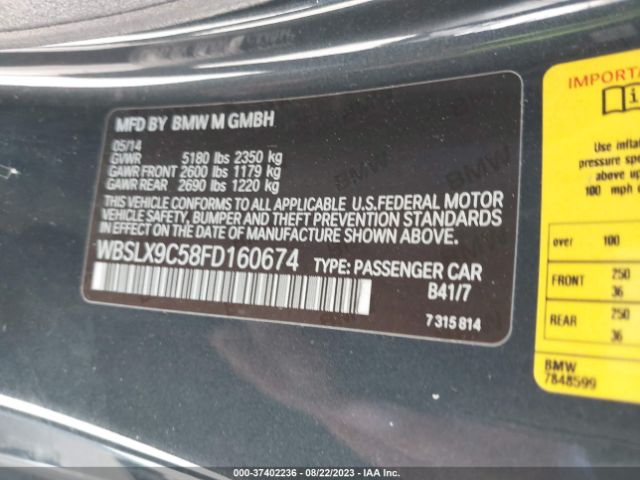 MFD BY BMW M GMBH
05/14
GVWR 5180 lbs 2350 kg
GAWR FRONT 2600 lbs 1179 kg
GAWR REAR 2690 lbs 1220 kg
THIS VEHICLE CONFORMS TO ALL APPLICABLE U.S.FEDERAL MOTOR
VEHICLE SAFETY, BUMPER AND THEFT PREVENTION STANDARDS
IN EFFECT ON THE DATE OF MANUFACTURE SHOWN ABOVE.
WBSLX9C58FD160674 TYPE: PASSENGER CAR
B41/7
7 315 814
IMPORTA
Use infla
pressure spe
above up
100 mph o
over 100
FRONT 250
36
REAR 250
36
BMW
7848599
000-37402236 - 08/22/2023 - IAA Inc.